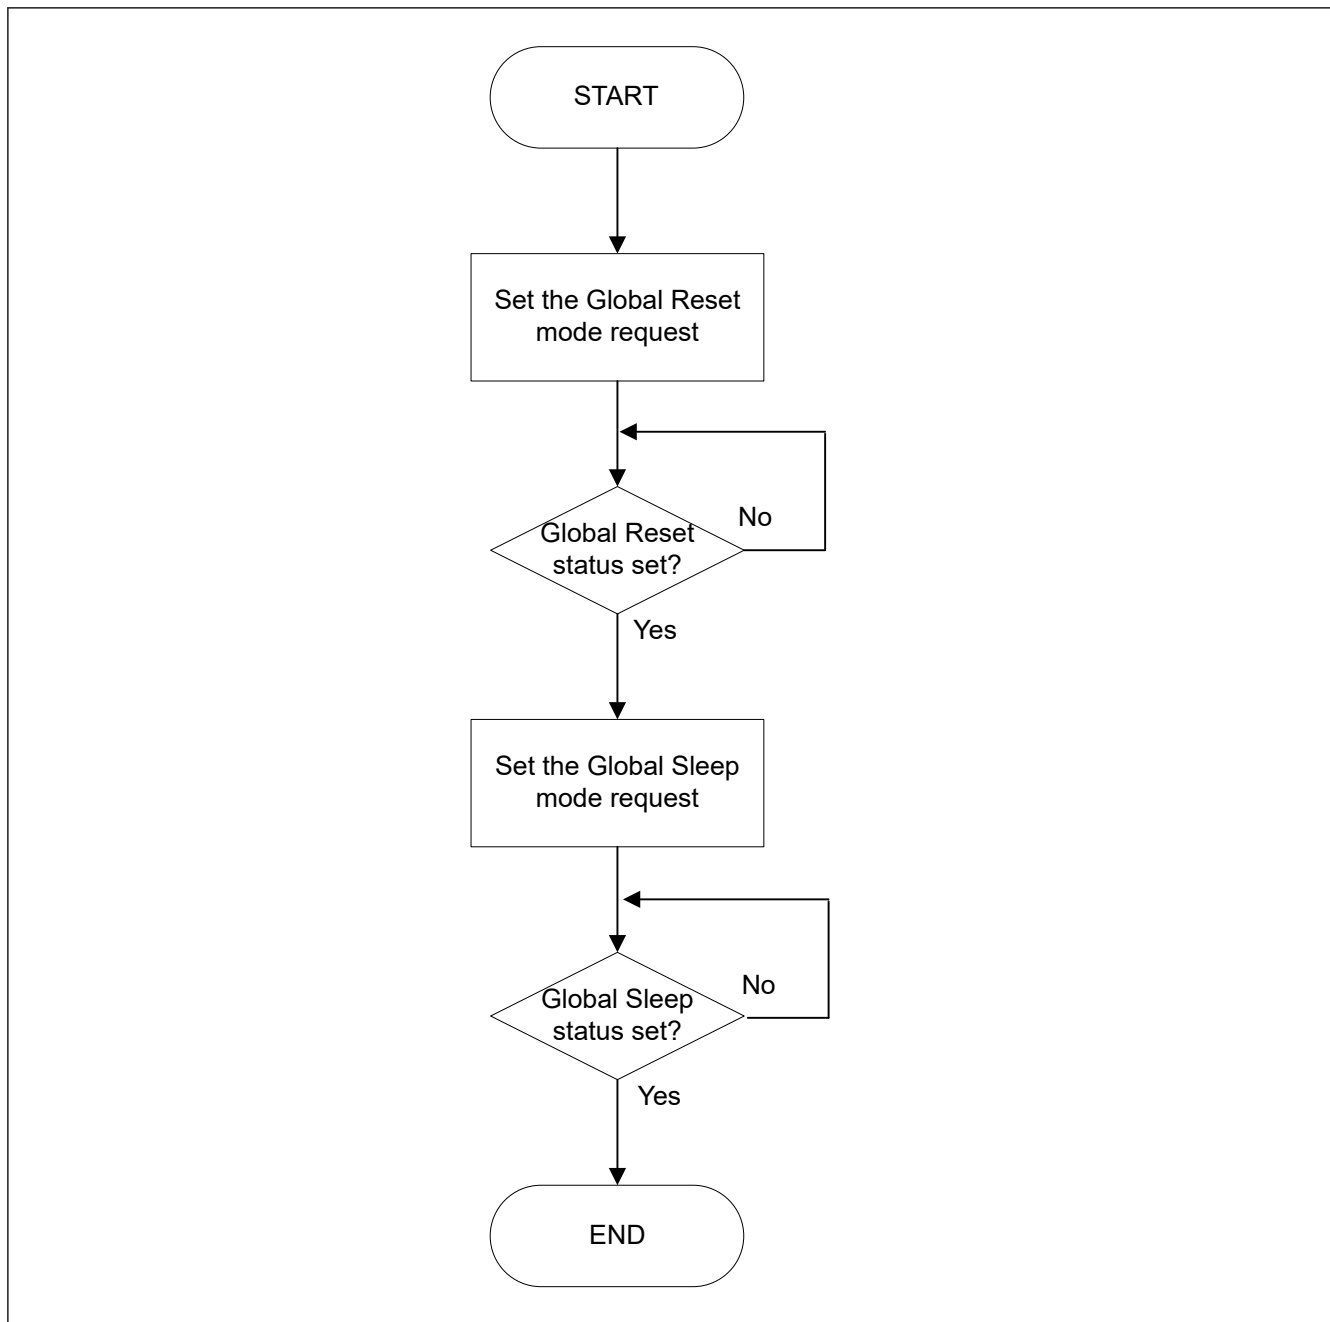 START
Set the Global Reset
mode request
No
Global Reset
status set?
Yes
Set the Global Sleep
mode request
No
Global Sleep
status set?
Yes
END